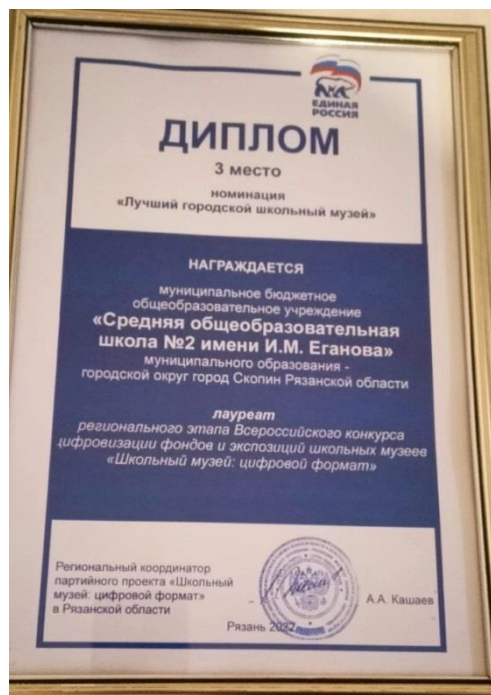 ЕДИНАЯ
РОССИЯ
ДИПЛОМ
3 место
номинация
«Лучший городской школьный музей»
НАГРАЖДАЕТСЯ
муниципальное бюджетное
общеобразовательное учреждение
«Средняя общеобразовательная
школа №2 имени И.М. Еганова»
муниципального образования -
городской округ город Скопин Рязанской области
лауреат
регионального этапа Всероссийского конкурса
цифровизации фондов и экспозиций школьных музеев
«Школьный музей: цифровой формат»
Региональный координатор
партийного проекта «Школьный
музей: цифровой формат»
в Рязанской области
А.А. Кашаев
Рязань 2022